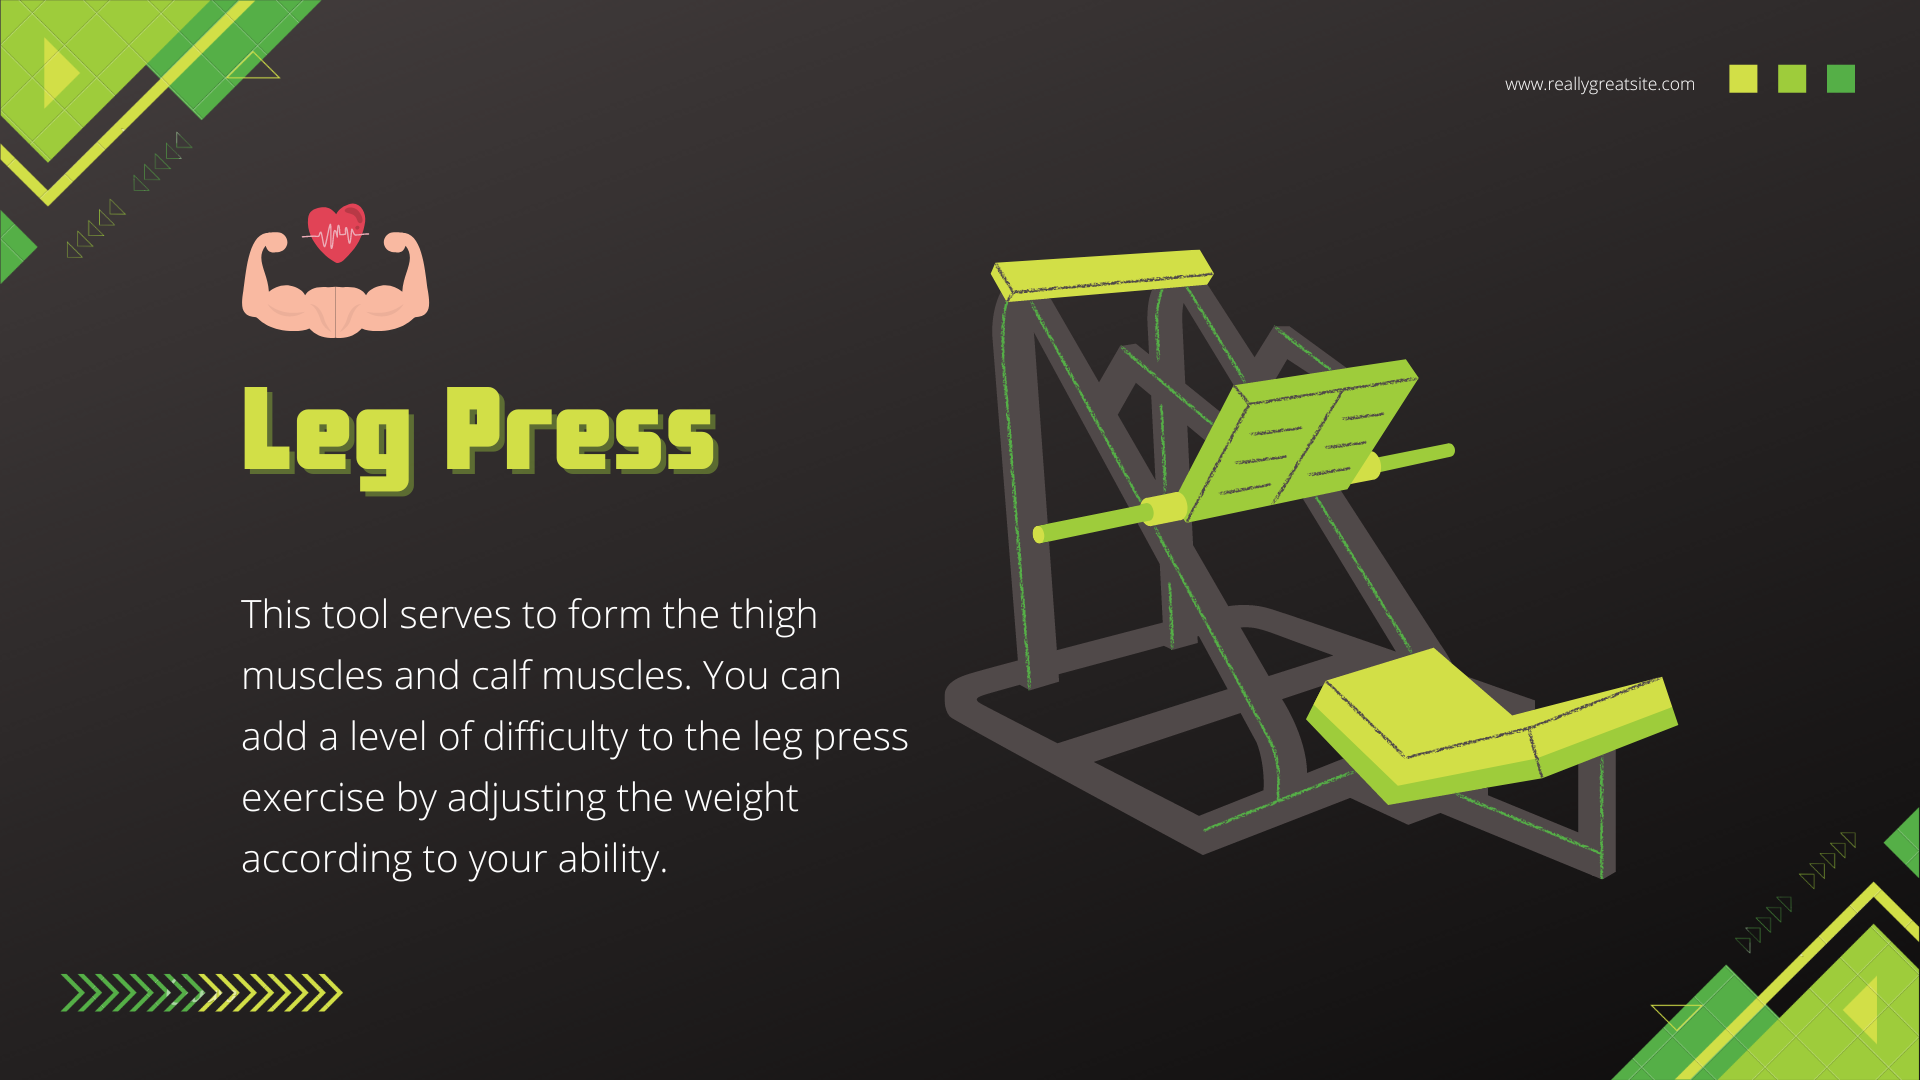 www.reallygreatsite.com
Leg Press
This tool serves to form the thigh
muscles and calf muscles. You can
add a level of difficulty to the leg press
exercise by adjusting the weight
according to your ability.